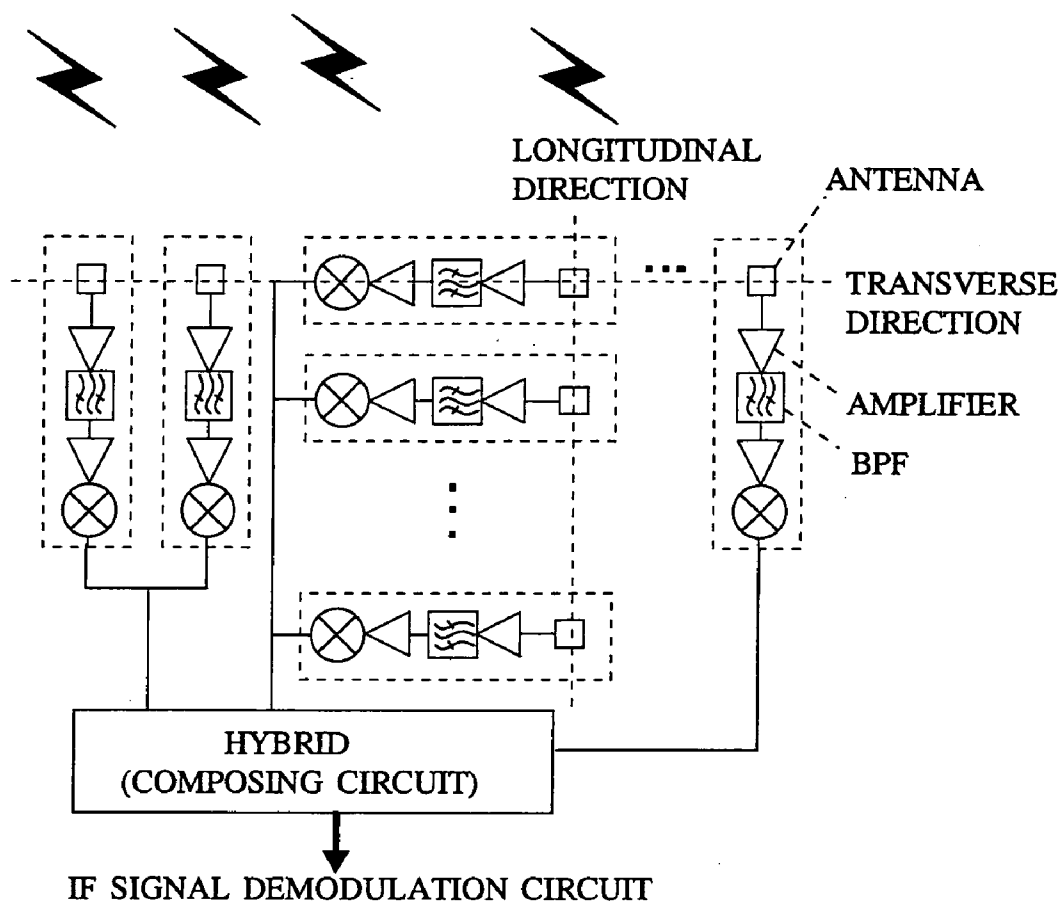 LONGITUDINAL
DIRECTION
ANTENNA
TRANSVERSE
DIRECTION
AMPLIFIER
BPF
HYBRID
(COMPOSING CIRCUIT)
IF SIGNAL DEMODULATION CIRCUIT